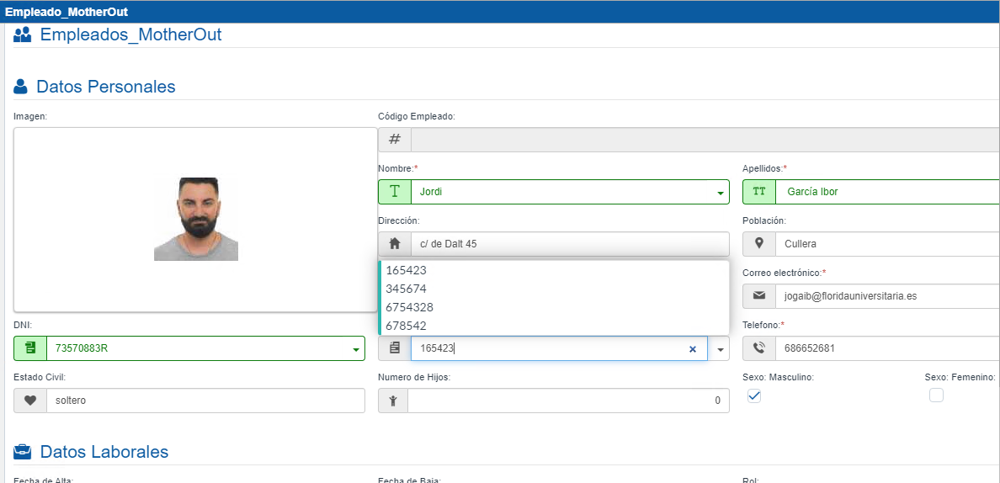 Empleado_MotherOut
Empleados_MotherOut
Datos Personales
Imagen:
Código Empleado:
#
Nombre:*
Apellidos:*
T Jordi
TT García Ibor
Dirección:
Población:
c/ de Dalt 45
Cullera
165423
345674
6754328
678542
Correo electrónico:*
jogaib@floridauniversitaria.es
DNI:
Telefono:*
73570883R
165423
686652681
Estado Civil:
Numero de Hijos:
Sexo: Masculino:
Sexo: Femenino:
soltero
0
Datos Laborales
Fecha de Alta:
Fecha de Baja:
Rol: